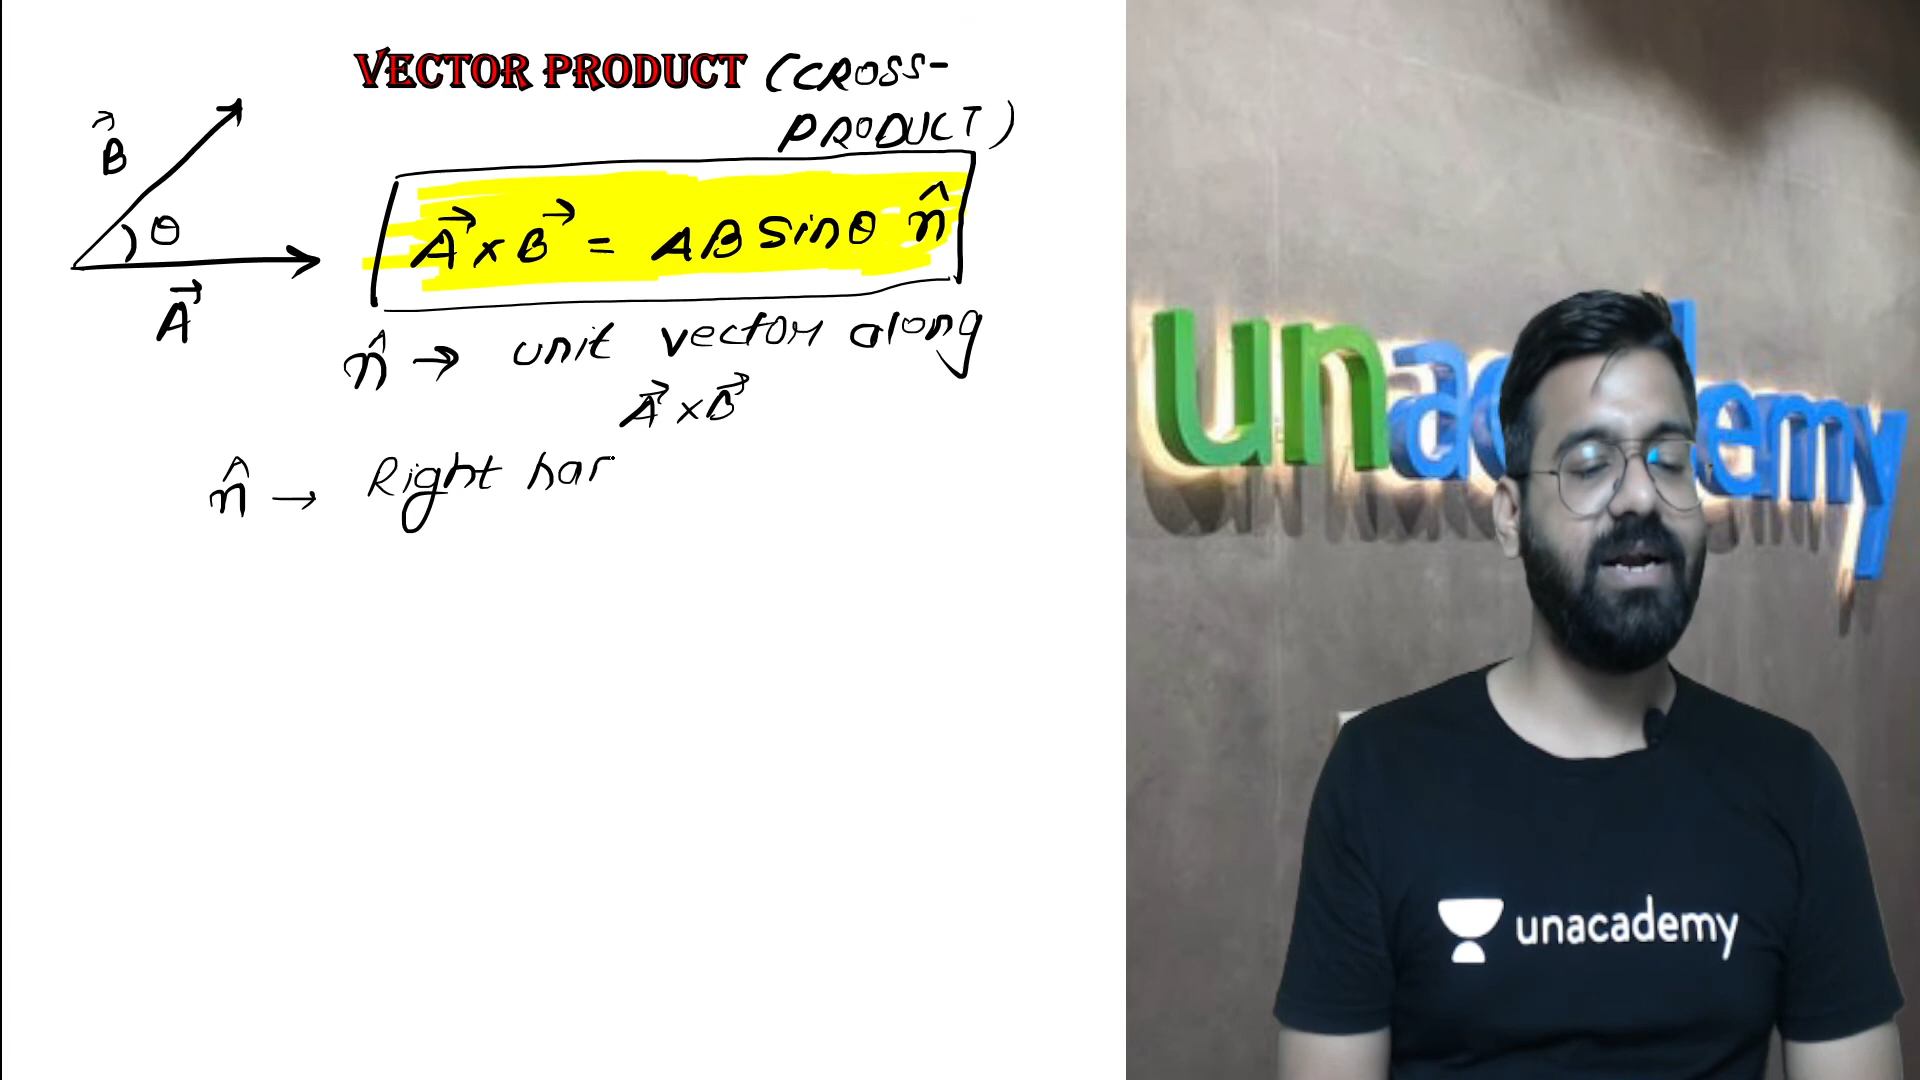 VECTOR PRODUCT (CROSS-
PRODUCT)
B⃗
θ
A⃗
A⃗ × B⃗ = AB sinθ n̂
n̂ → unit vector along
A⃗ × B⃗
n̂ → Right har
unacademy
unacademy